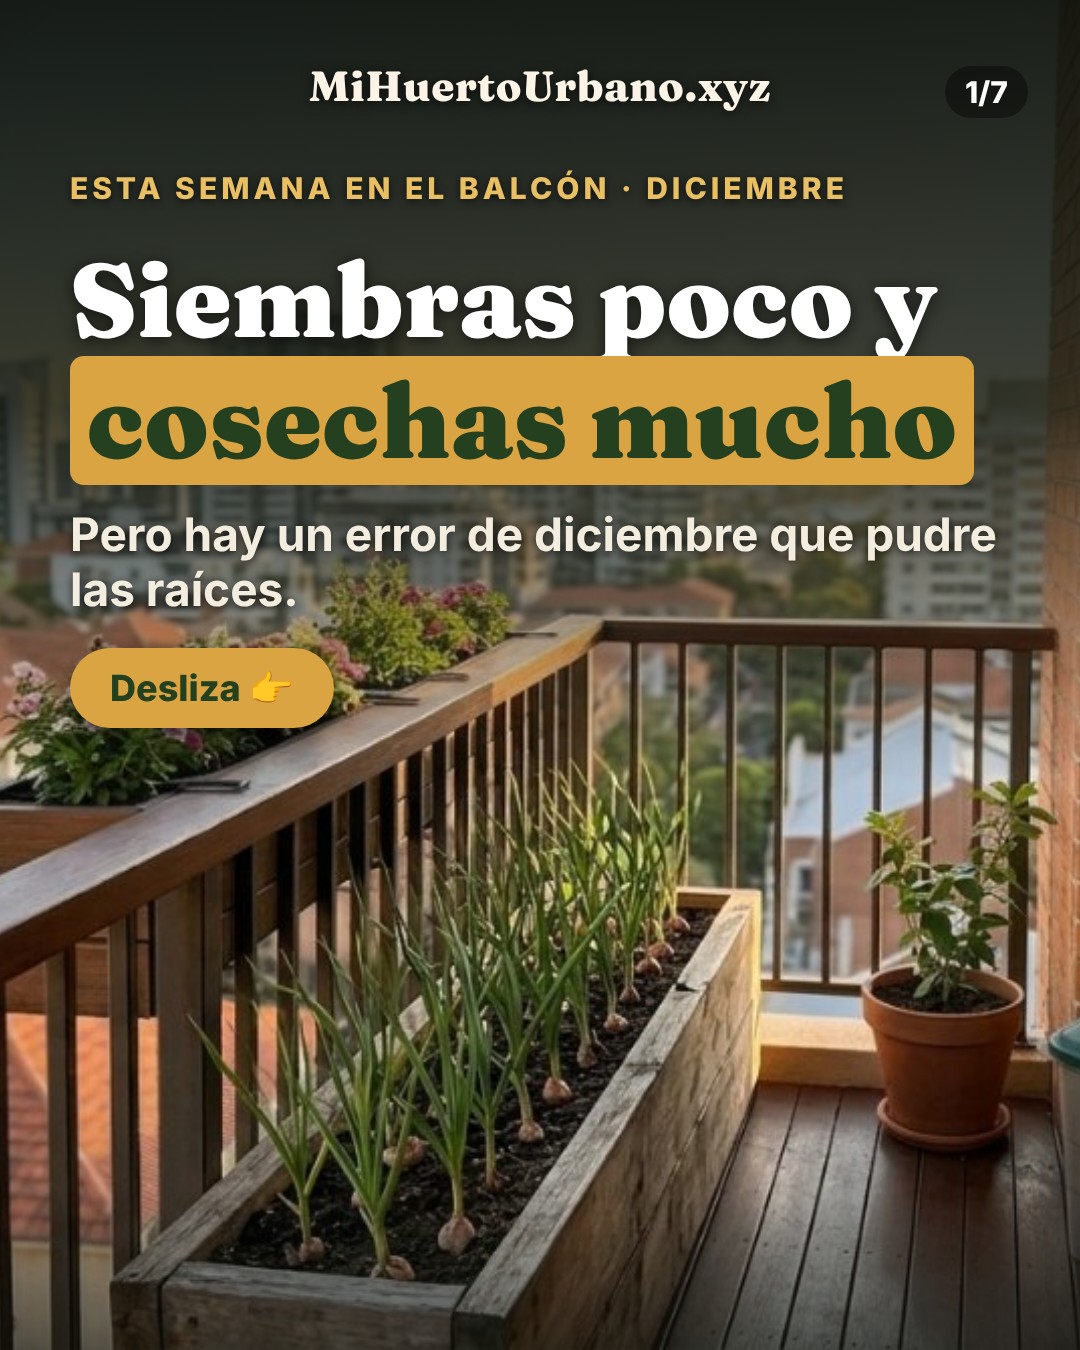 MiHuertoUrbano.xyz
1/7
ESTA SEMANA EN EL BALCÓN · DICIEMBRE
Siembras poco y
cosechas mucho
Pero hay un error de diciembre que pudre
las raíces.
Desliza 👉